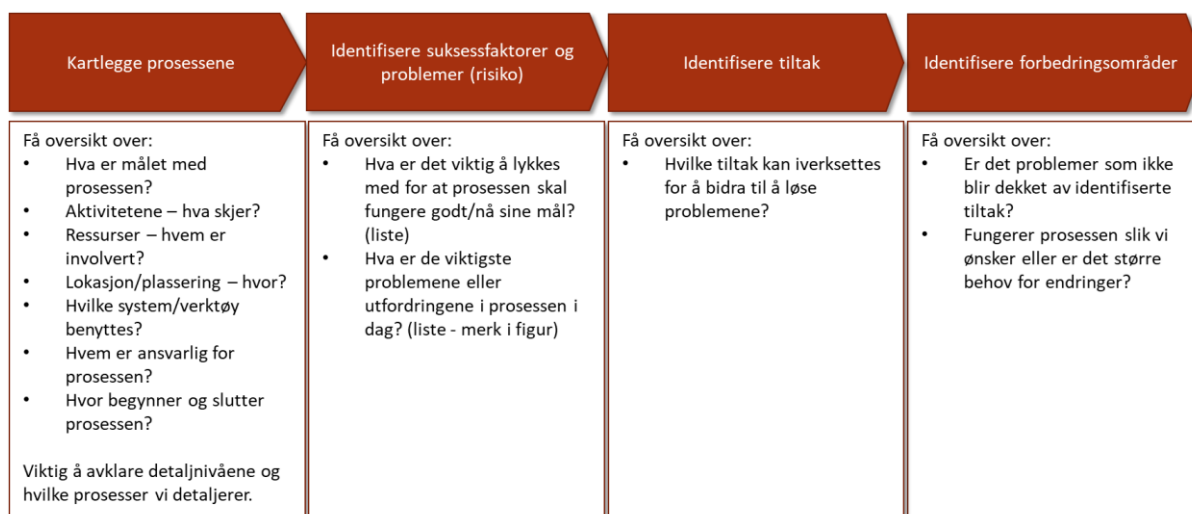 Kartlegge prosessene
Identifisere suksessfaktorer og
problemer (risiko)
Identifisere tiltak
Identifisere forbedringsområder
Få oversikt over:
• Hva er målet med
prosessen?
• Aktivitetene – hva skjer?
• Ressurser – hvem er
involvert?
• Lokasjon/plassering – hvor?
• Hvilke system/verktøy
benyttes?
• Hvem er ansvarlig for
prosessen?
• Hvor begynner og slutter
prosessen?
Viktig å avklare detaljnivåene og
hvilke prosesser vi detaljerer.
Få oversikt over:
• Hva er det viktig å lykkes
med for at prosessen skal
fungere godt/nå sine mål?
(liste)
• Hva er de viktigste
problemene eller
utfordringene i prosessen i
dag? (liste - merk i figur)
Få oversikt over:
• Hvilke tiltak kan iverksettes
for å bidra til å løse
problemene?
Få oversikt over:
• Er det problemer som ikke
blir dekket av identifiserte
tiltak?
• Fungerer prosessen slik vi
ønsker eller er det større
behov for endringer?